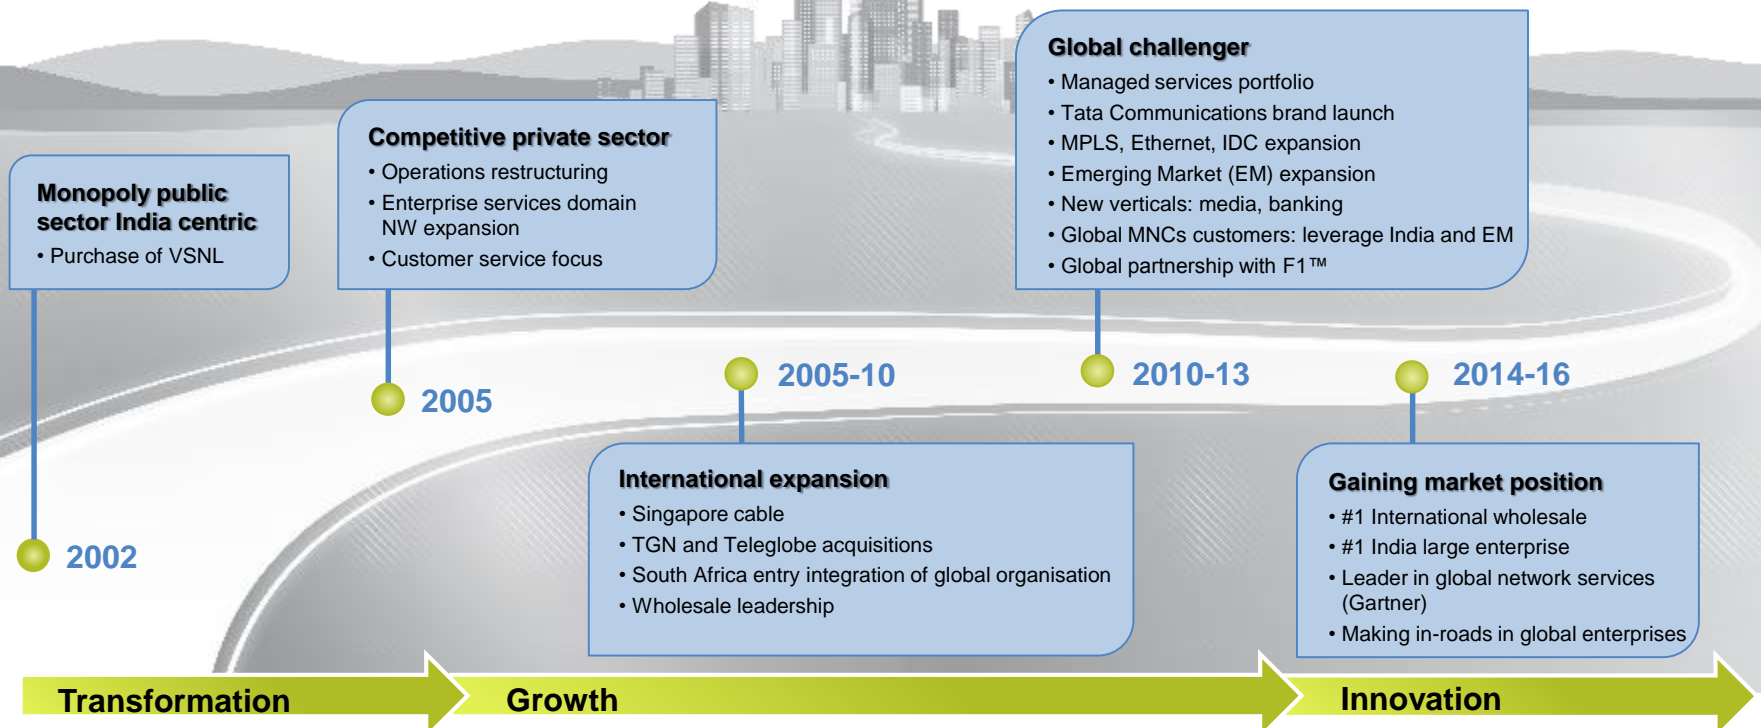 Monopoly public
sector India centric
• Purchase of VSNL
2002
Competitive private sector
• Operations restructuring
• Enterprise services domain
NW expansion
• Customer service focus
2005
2005-10
International expansion
• Singapore cable
• TGN and Teleglobe acquisitions
• South Africa entry integration of global organisation
• Wholesale leadership
Global challenger
• Managed services portfolio
• Tata Communications brand launch
• MPLS, Ethernet, IDC expansion
• Emerging Market (EM) expansion
• New verticals: media, banking
• Global MNCs customers: leverage India and EM
• Global partnership with F1™
2010-13
2014-16
Gaining market position
• #1 International wholesale
• #1 India large enterprise
• Leader in global network services
(Gartner)
• Making in-roads in global enterprises
Transformation
Growth
Innovation